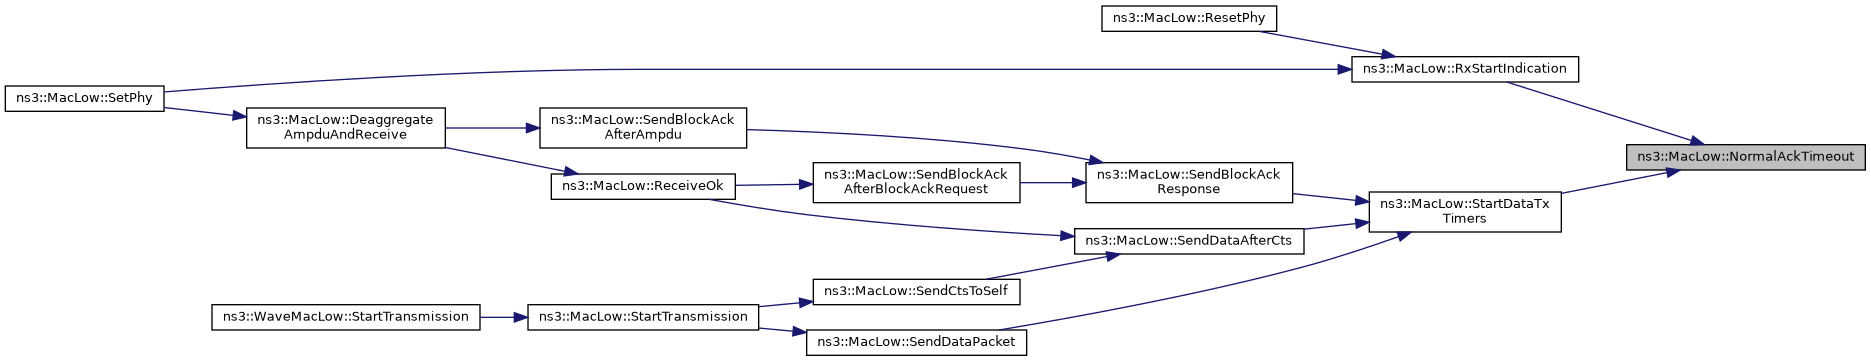 ns3::MacLow::ResetPhy
ns3::MacLow::RxStartIndication
ns3::MacLow::SetPhy
ns3::MacLow::Deaggregate
AmpduAndReceive
ns3::MacLow::SendBlockAck
AfterAmpdu
ns3::MacLow::NormalAckTimeout
ns3::MacLow::ReceiveOk
ns3::MacLow::SendBlockAck
AfterBlockAckRequest
ns3::MacLow::SendBlockAck
Response
ns3::MacLow::StartDataTx
Timers
ns3::MacLow::SendDataAfterCts
ns3::MacLow::SendCtsToSelf
ns3::WaveMacLow::StartTransmission
ns3::MacLow::StartTransmission
ns3::MacLow::SendDataPacket